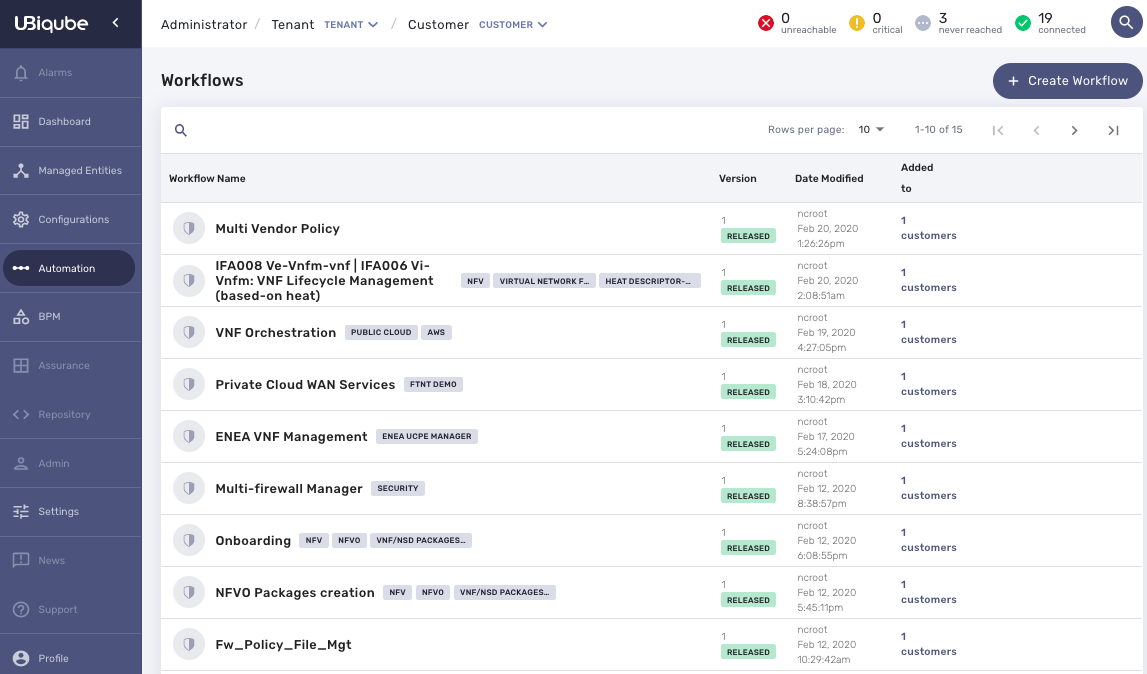 UBiqube
Administrator / Tenant TENANT / Customer CUSTOMER
0 unreachable
0 critical
3 never reached
19 connected
Alarms
Dashboard
Managed Entities
Configurations
Automation
BPM
Assurance
Repository
Admin
Settings
News
Support
Profile
Workflows
+ Create Workflow
Rows per page: 10 1-10 of 15
Workflow Name Version Date Modified Added to
Multi Vendor Policy
1
RELEASED
ncroot
Feb 20, 2020
1:26:26pm
1
customers
IFA008 Ve-Vnfm-vnf | IFA006 Vi-
Vnfm: VNF Lifecycle Management
(based-on heat)
NFV VIRTUAL NETWORK F... HEAT DESCRIPTOR-...
1
RELEASED
ncroot
Feb 20, 2020
2:08:51am
1
customers
VNF Orchestration PUBLIC CLOUD AWS
1
RELEASED
ncroot
Feb 19, 2020
4:27:05pm
1
customers
Private Cloud WAN Services FTNT DEMO
1
RELEASED
ncroot
Feb 18, 2020
3:10:42pm
1
customers
ENEA VNF Management ENEA UCPE MANAGER
1
RELEASED
ncroot
Feb 17, 2020
5:24:08pm
1
customers
Multi-firewall Manager SECURITY
1
RELEASED
ncroot
Feb 12, 2020
8:38:57pm
1
customers
Onboarding NFV NFVO VNF/NSD PACKAGES...
1
RELEASED
ncroot
Feb 12, 2020
6:08:55pm
1
customers
NFVO Packages creation NFV NFVO VNF/NSD PACKAGES...
1
RELEASED
ncroot
Feb 12, 2020
5:45:11pm
1
customers
Fw_Policy_File_Mgt
1
RELEASED
ncroot
Feb 12, 2020
10:29:42am
1
customers